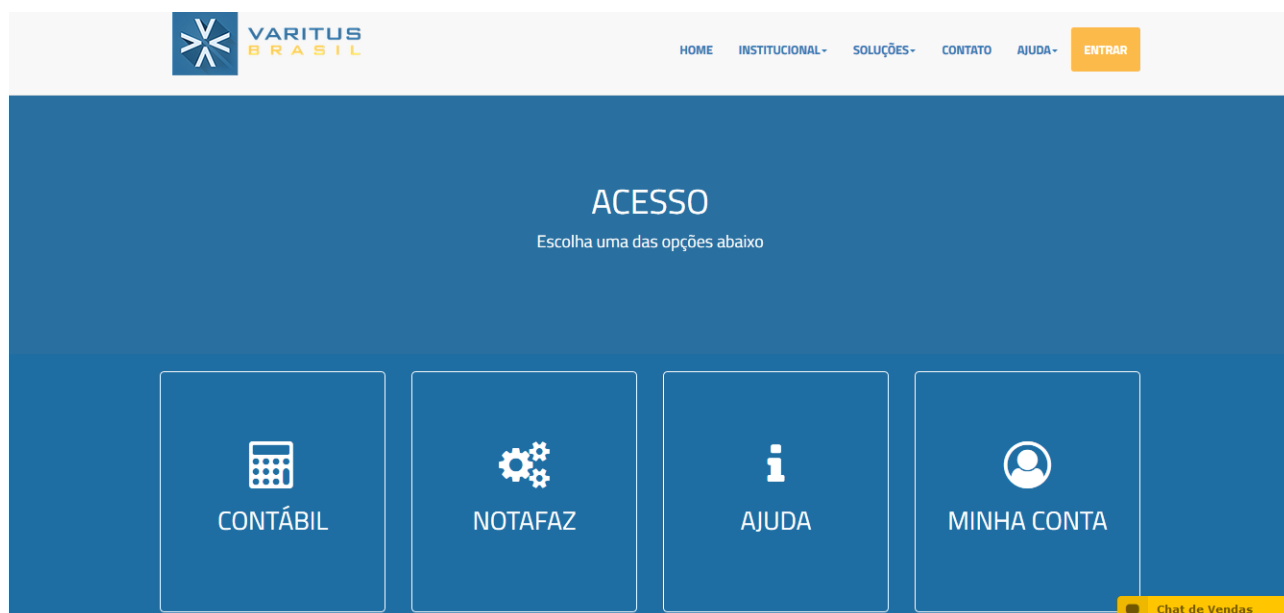 VARITUS
BRASIL
HOME INSTITUCIONAL SOLUÇÕES CONTATO AJUDA ENTRAR
ACESSO
Escolha uma das opções abaixo
CONTÁBIL NOTAFAZ AJUDA MINHA CONTA
Chat de Vendas